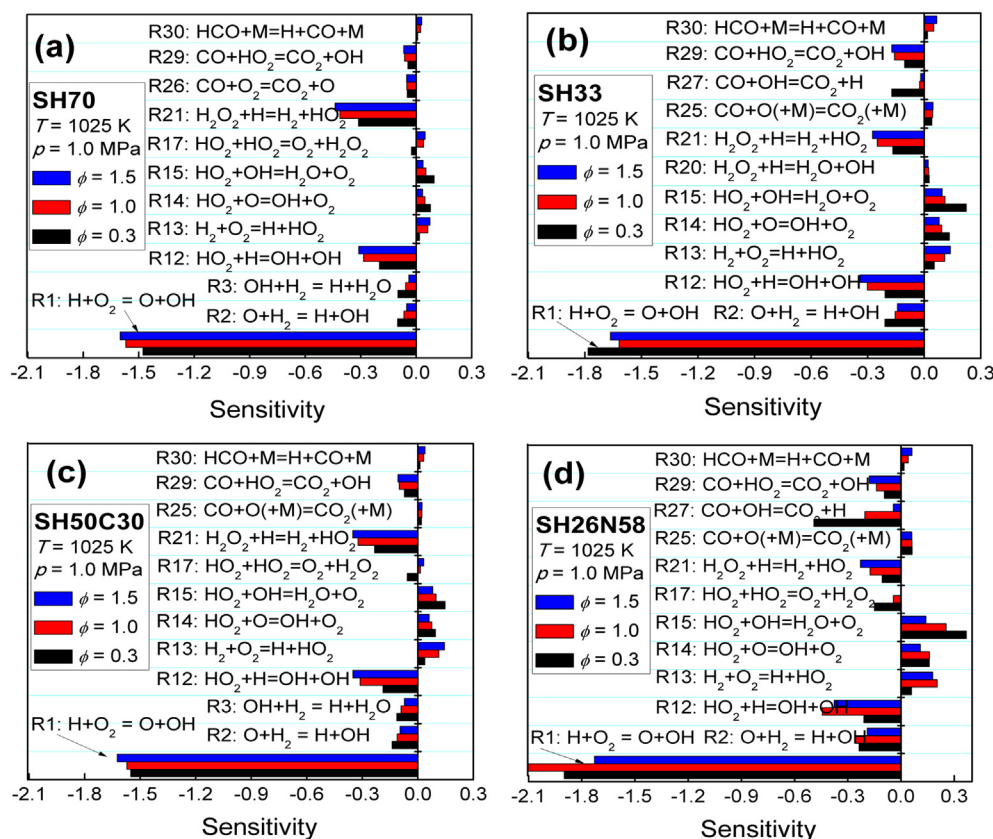 (a)
SH70
T = 1025 K
p = 1.0 MPa
ϕ = 1.5
ϕ = 1.0
ϕ = 0.3
R30: HCO+M=H+CO+M
R29: CO+HO₂=CO₂+OH
R26: CO+O₂=CO₂+O
R21: H₂O₂+H=H₂+HO₂
R17: HO₂+HO₂=O₂+H₂O₂
R15: HO₂+OH=H₂O+O₂
R14: HO₂+O=OH+O₂
R13: H₂+O₂=H+HO₂
R12: HO₂+H=OH+OH
R3: OH+H₂ = H+H₂O
R1: H+O₂ = O+OH
R2: O+H₂ = H+OH
-2.1 -1.8 -1.5 -1.2 -0.9 -0.6 -0.3 0.0 0.3
Sensitivity
(b)
SH33
T = 1025 K
p = 1.0 MPa
ϕ = 1.5
ϕ = 1.0
ϕ = 0.3
R30: HCO+M=H+CO+M
R29: CO+HO₂=CO₂+OH
R27: CO+OH=CO₂+H
R25: CO+O(+M)=CO₂(+M)
R21: H₂O₂+H=H₂+HO₂
R20: H₂O₂+H=H₂O+OH
R15: HO₂+OH=H₂O+O₂
R14: HO₂+O=OH+O₂
R13: H₂+O₂=H+HO₂
R12: HO₂+H=OH+OH
R1: H+O₂ = O+OH R2: O+H₂ = H+OH
-2.1 -1.8 -1.5 -1.2 -0.9 -0.6 -0.3 0.0 0.3
Sensitivity
(c)
SH50C30
T = 1025 K
p = 1.0 MPa
ϕ = 1.5
ϕ = 1.0
ϕ = 0.3
R30: HCO+M=H+CO+M
R29: CO+HO₂=CO₂+OH
R25: CO+O(+M)=CO₂(+M)
R21: H₂O₂+H=H₂+HO₂
R17: HO₂+HO₂=O₂+H₂O₂
R15: HO₂+OH=H₂O+O₂
R14: HO₂+O=OH+O₂
R13: H₂+O₂=H+HO₂
R12: HO₂+H=OH+OH
R3: OH+H₂ = H+H₂O
R1: H+O₂ = O+OH
R2: O+H₂ = H+OH
-2.1 -1.8 -1.5 -1.2 -0.9 -0.6 -0.3 0.0 0.3
Sensitivity
(d)
SH26N58
T = 1025 K
p = 1.0 MPa
ϕ = 1.5
ϕ = 1.0
ϕ = 0.3
R30: HCO+M=H+CO+M
R29: CO+HO₂=CO₂+OH
R27: CO+OH=CO₂+H
R25: CO+O(+M)=CO₂(+M)
R21: H₂O₂+H=H₂+HO₂
R17: HO₂+HO₂=O₂+H₂O₂
R15: HO₂+OH=H₂O+O₂
R14: HO₂+O=OH+O₂
R13: H₂+O₂=H+HO₂
R12: HO₂+H=OH+OH
R1: H+O₂ = O+OH R2: O+H₂ = H+OH
-2.1 -1.8 -1.5 -1.2 -0.9 -0.6 -0.3 0.0 0.3
Sensitivity